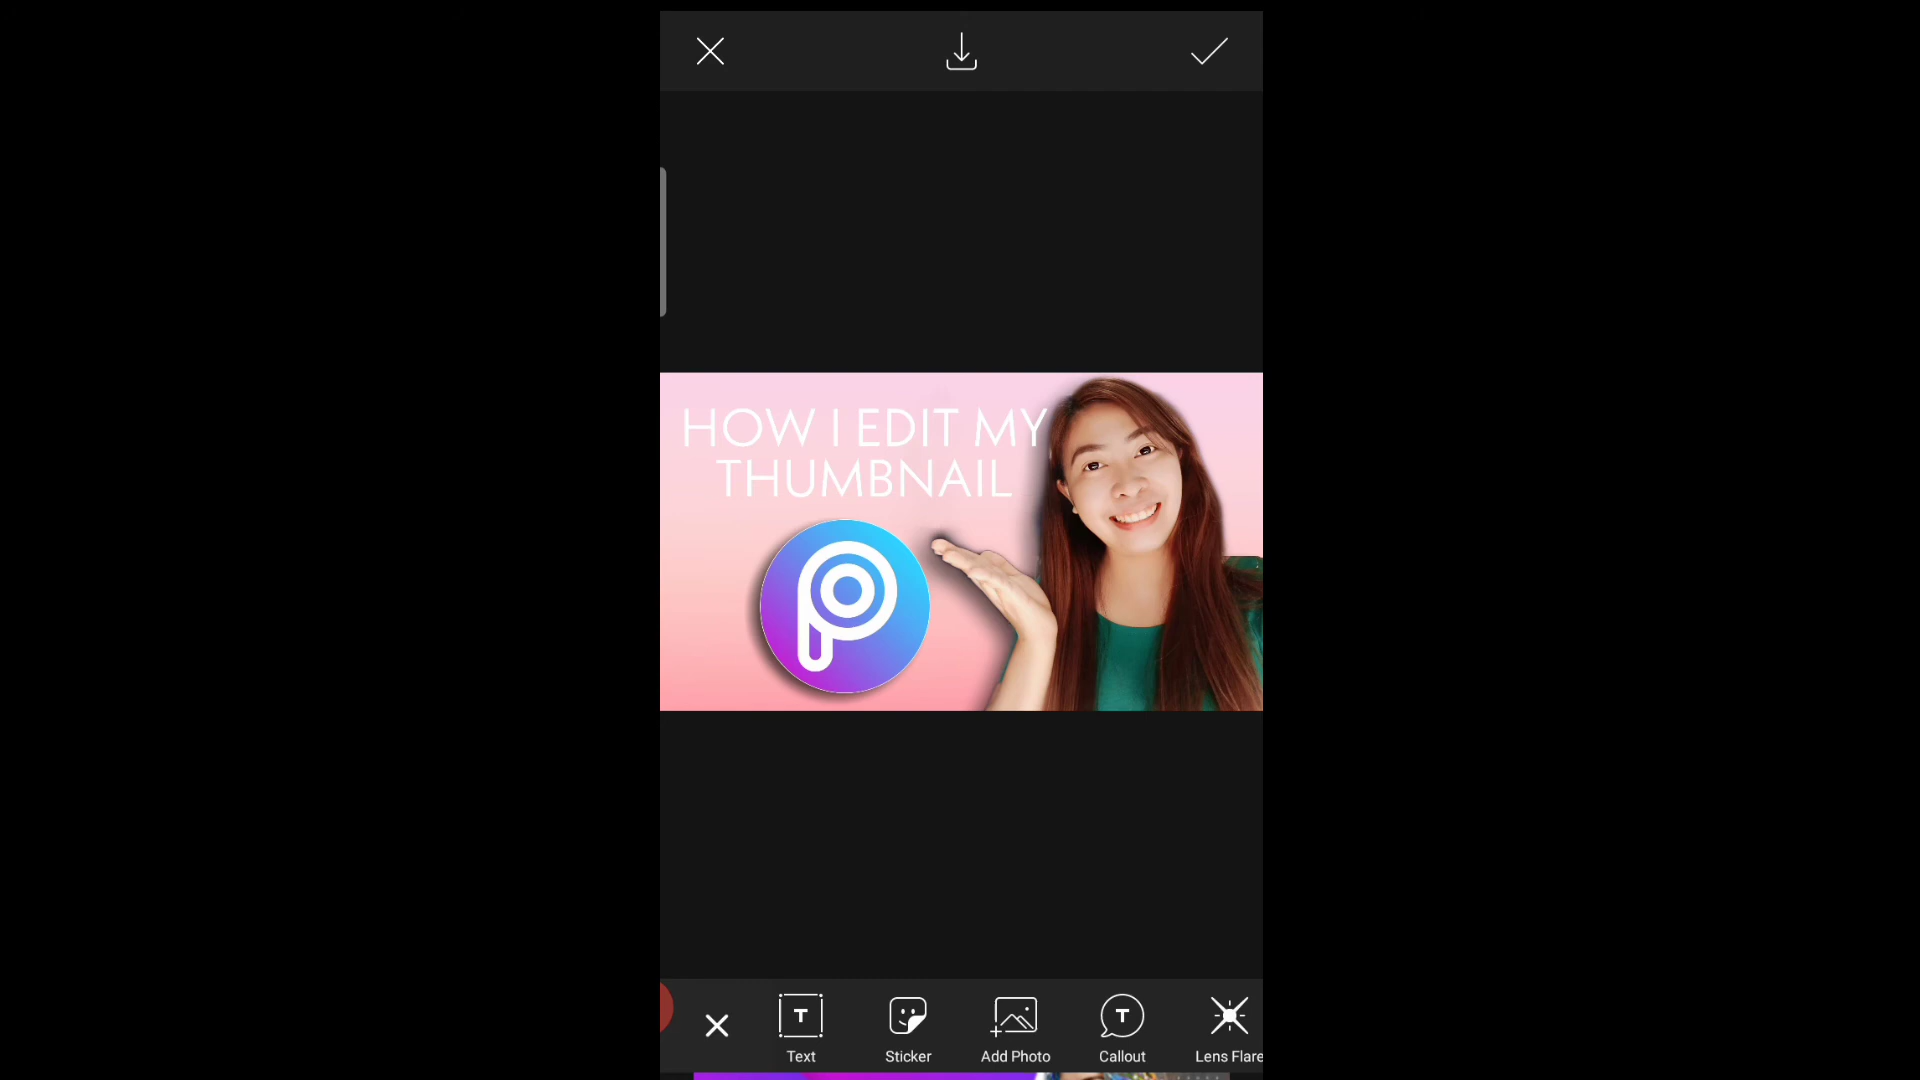 HOW I EDIT MY
THUMBNAIL
Text
Sticker
Add Photo
Callout
Lens Flare